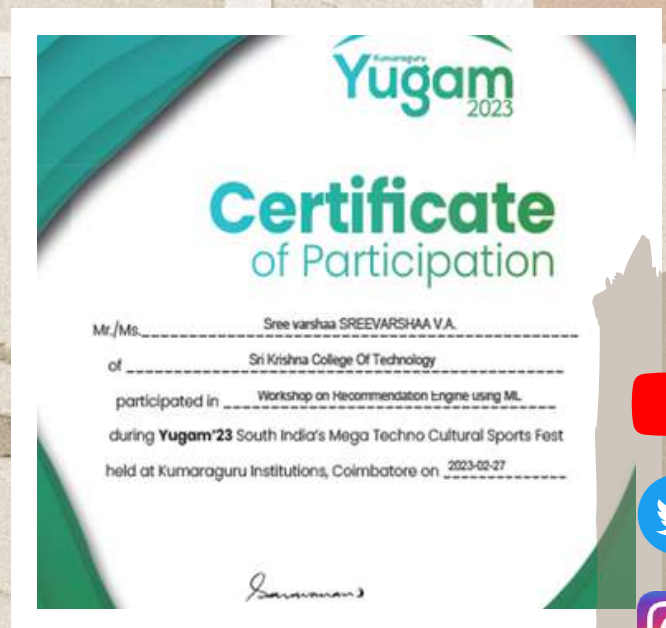 Kumaraguru
Yugam
2023
Certificate
of Participation
Mr./Ms. Sree varshaa SREEVARSHAA V.A.
of Sri Krishna College Of Technology
participated in Workshop on Recommendation Engine using ML
during Yugam'23 South India's Mega Techno Cultural Sports Fest
held at Kumaraguru Institutions, Coimbatore on 2023-02-27